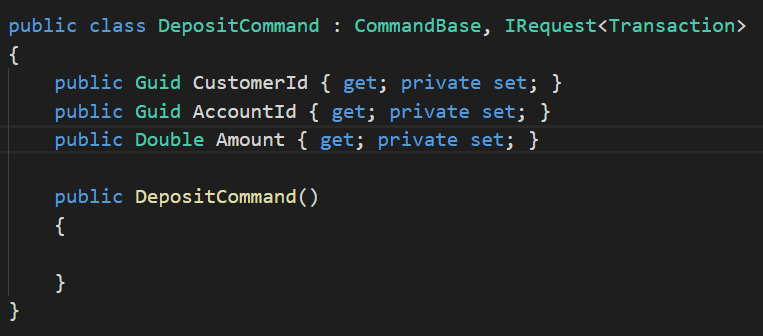 public class DepositCommand : CommandBase, IRequest<Transaction>
{
public Guid CustomerId { get; private set; }
public Guid AccountId { get; private set; }
public Double Amount { get; private set; }
public DepositCommand()
{
}
}